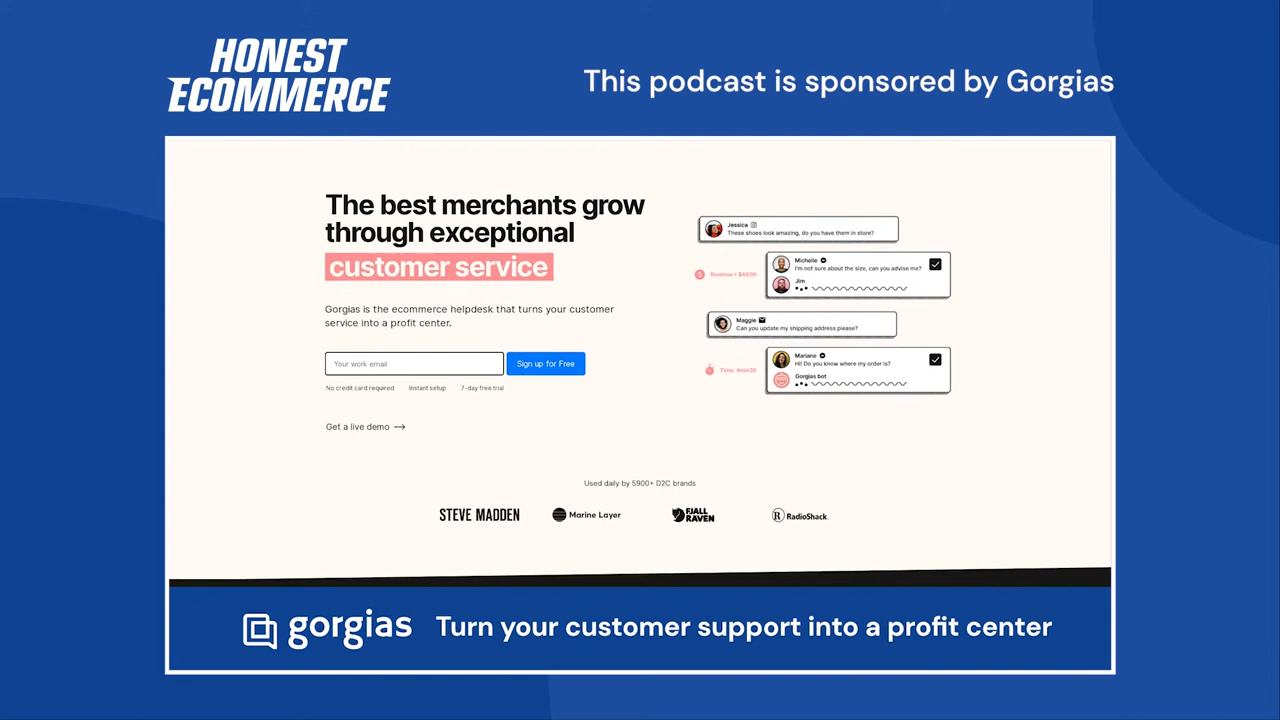 HONEST
ECOMMERCE
This podcast is sponsored by Gorgias
The best merchants grow
through exceptional
customer service
Gorgias is the ecommerce helpdesk that turns your customer
service into a profit center.
Your work email
Sign up for Free
No credit card required
Instant setup
7-day free trial
Get a live demo
Jessica
These shoes look amazing, do you have them in store?
Revenue + $49.99
Michelle
I'm not sure about the size, can you advise me?
Jim
Maggie
Can you update my shipping address please?
Time: 4min35
Mariane
Hi! Do you know where my order is?
Gorgias bot
Used daily by 5900+ D2C brands
STEVE MADDEN
Marine Layer
FJALL
RAVEN
R RadioShack.
gorgias
Turn your customer support into a profit center